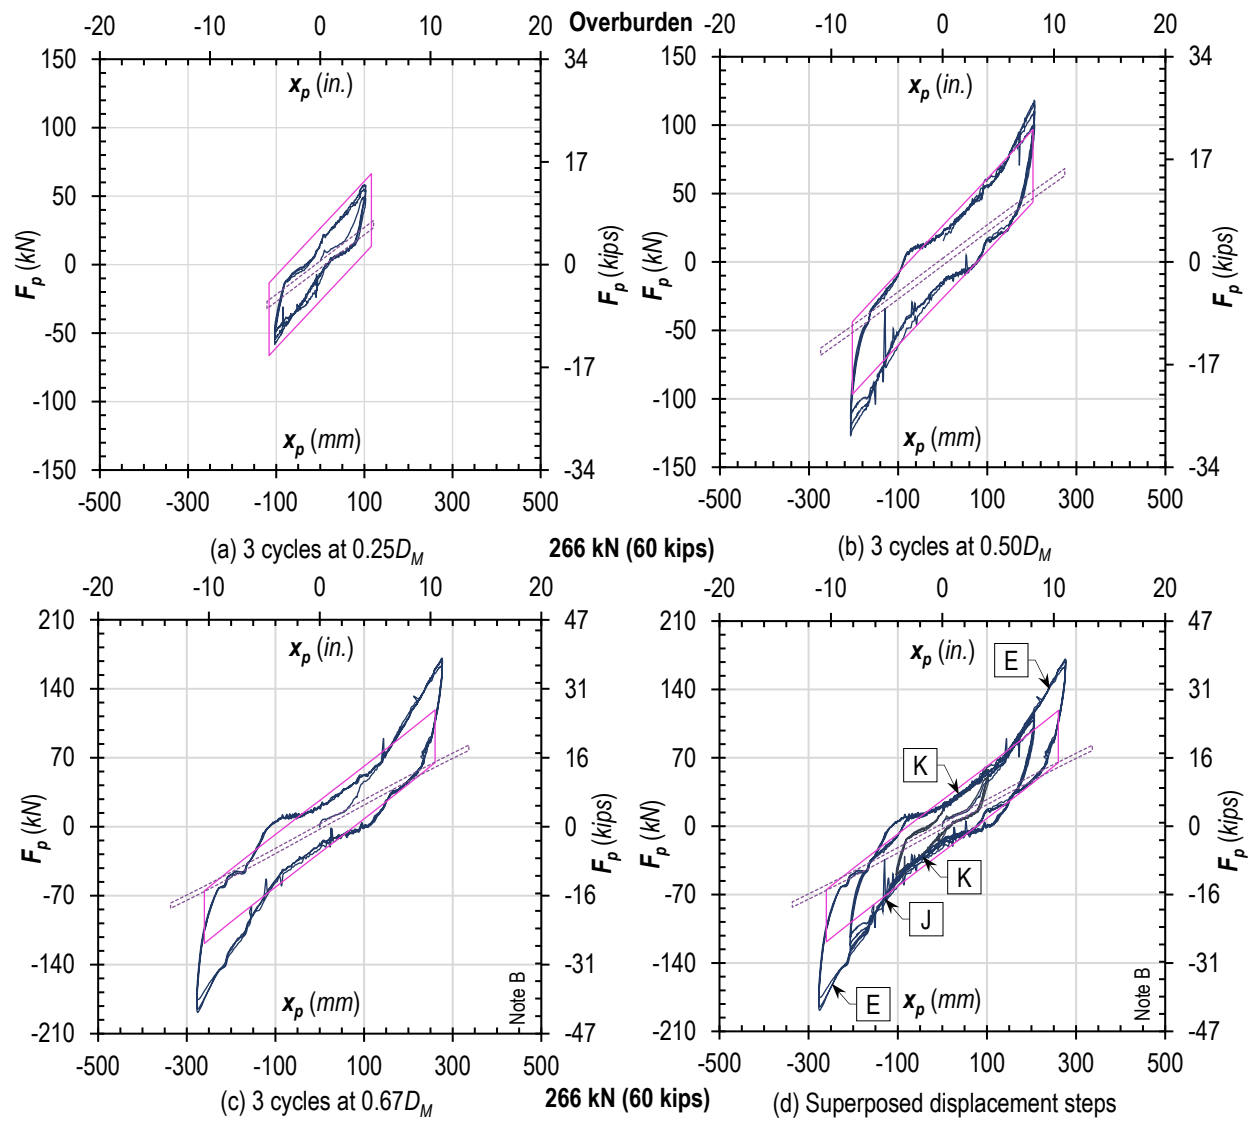 -20 -10 0 10 20 Overburden -20 -10 0 10 20
150 100 50 0 -50 -100 -150
F_p (kN)
x_p (in.)
x_p (mm)
34 17 0 -17 -34
F_p (kips)
-500 -300 -100 100 300 500
(a) 3 cycles at 0.25D_M
150 100 50 0 -50 -100 -150
F_p (kN)
x_p (in.)
x_p (mm)
34 17 0 -17 -34
F_p (kips)
-500 -300 -100 100 300 500
266 kN (60 kips)
(b) 3 cycles at 0.50D_M
-20 -10 0 10 20
210 140 70 0 -70 -140 -210
F_p (kN)
x_p (in.)
x_p (mm)
Note B
47 31 16 0 -16 -31 -47
F_p (kips)
-500 -300 -100 100 300 500
(c) 3 cycles at 0.67D_M
266 kN (60 kips)
-20 -10 0 10 20
210 140 70 0 -70 -140 -210
F_p (kN)
x_p (in.)
E
K
K
J
E
x_p (mm)
Note B
47 31 16 0 -16 -31 -47
F_p (kips)
-500 -300 -100 100 300 500
(d) Superposed displacement steps